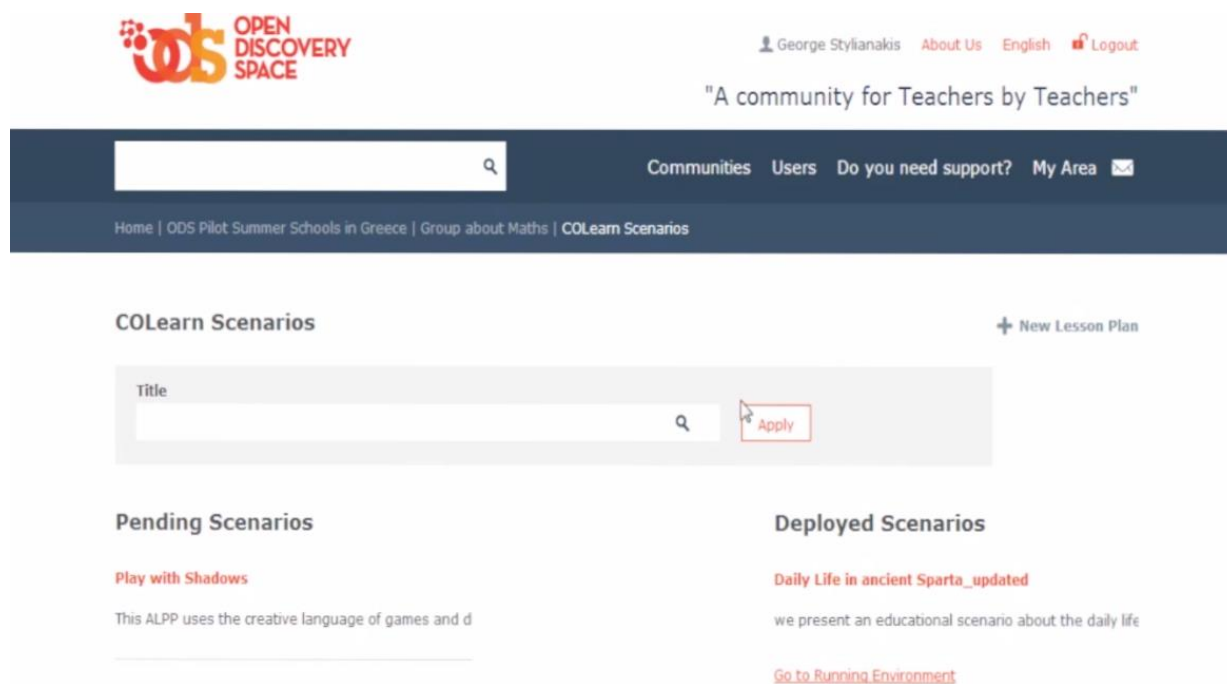 ods OPEN
DISCOVERY
SPACE
George Stylianakis About Us English Logout
"A community for Teachers by Teachers"
Communities Users Do you need support? My Area
Home | ODS Pilot Summer Schools in Greece | Group about Maths | COLearn Scenarios
COLearn Scenarios
New Lesson Plan
Title
Apply
Pending Scenarios
Play with Shadows
This ALPP uses the creative language of games and d
Deployed Scenarios
Daily Life in ancient Sparta_updated
we present an educational scenario about the daily life
Go to Running Environment